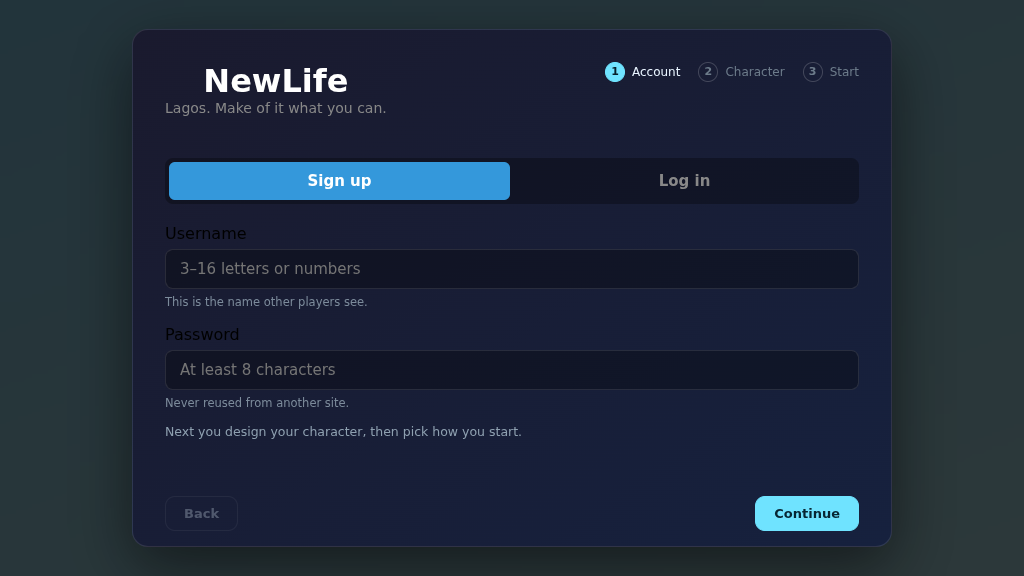 NewLife
Lagos. Make of it what you can.
1 Account 2 Character 3 Start
Sign up Log in
Username
3–16 letters or numbers
This is the name other players see.
Password
At least 8 characters
Never reused from another site.
Next you design your character, then pick how you start.
Back Continue